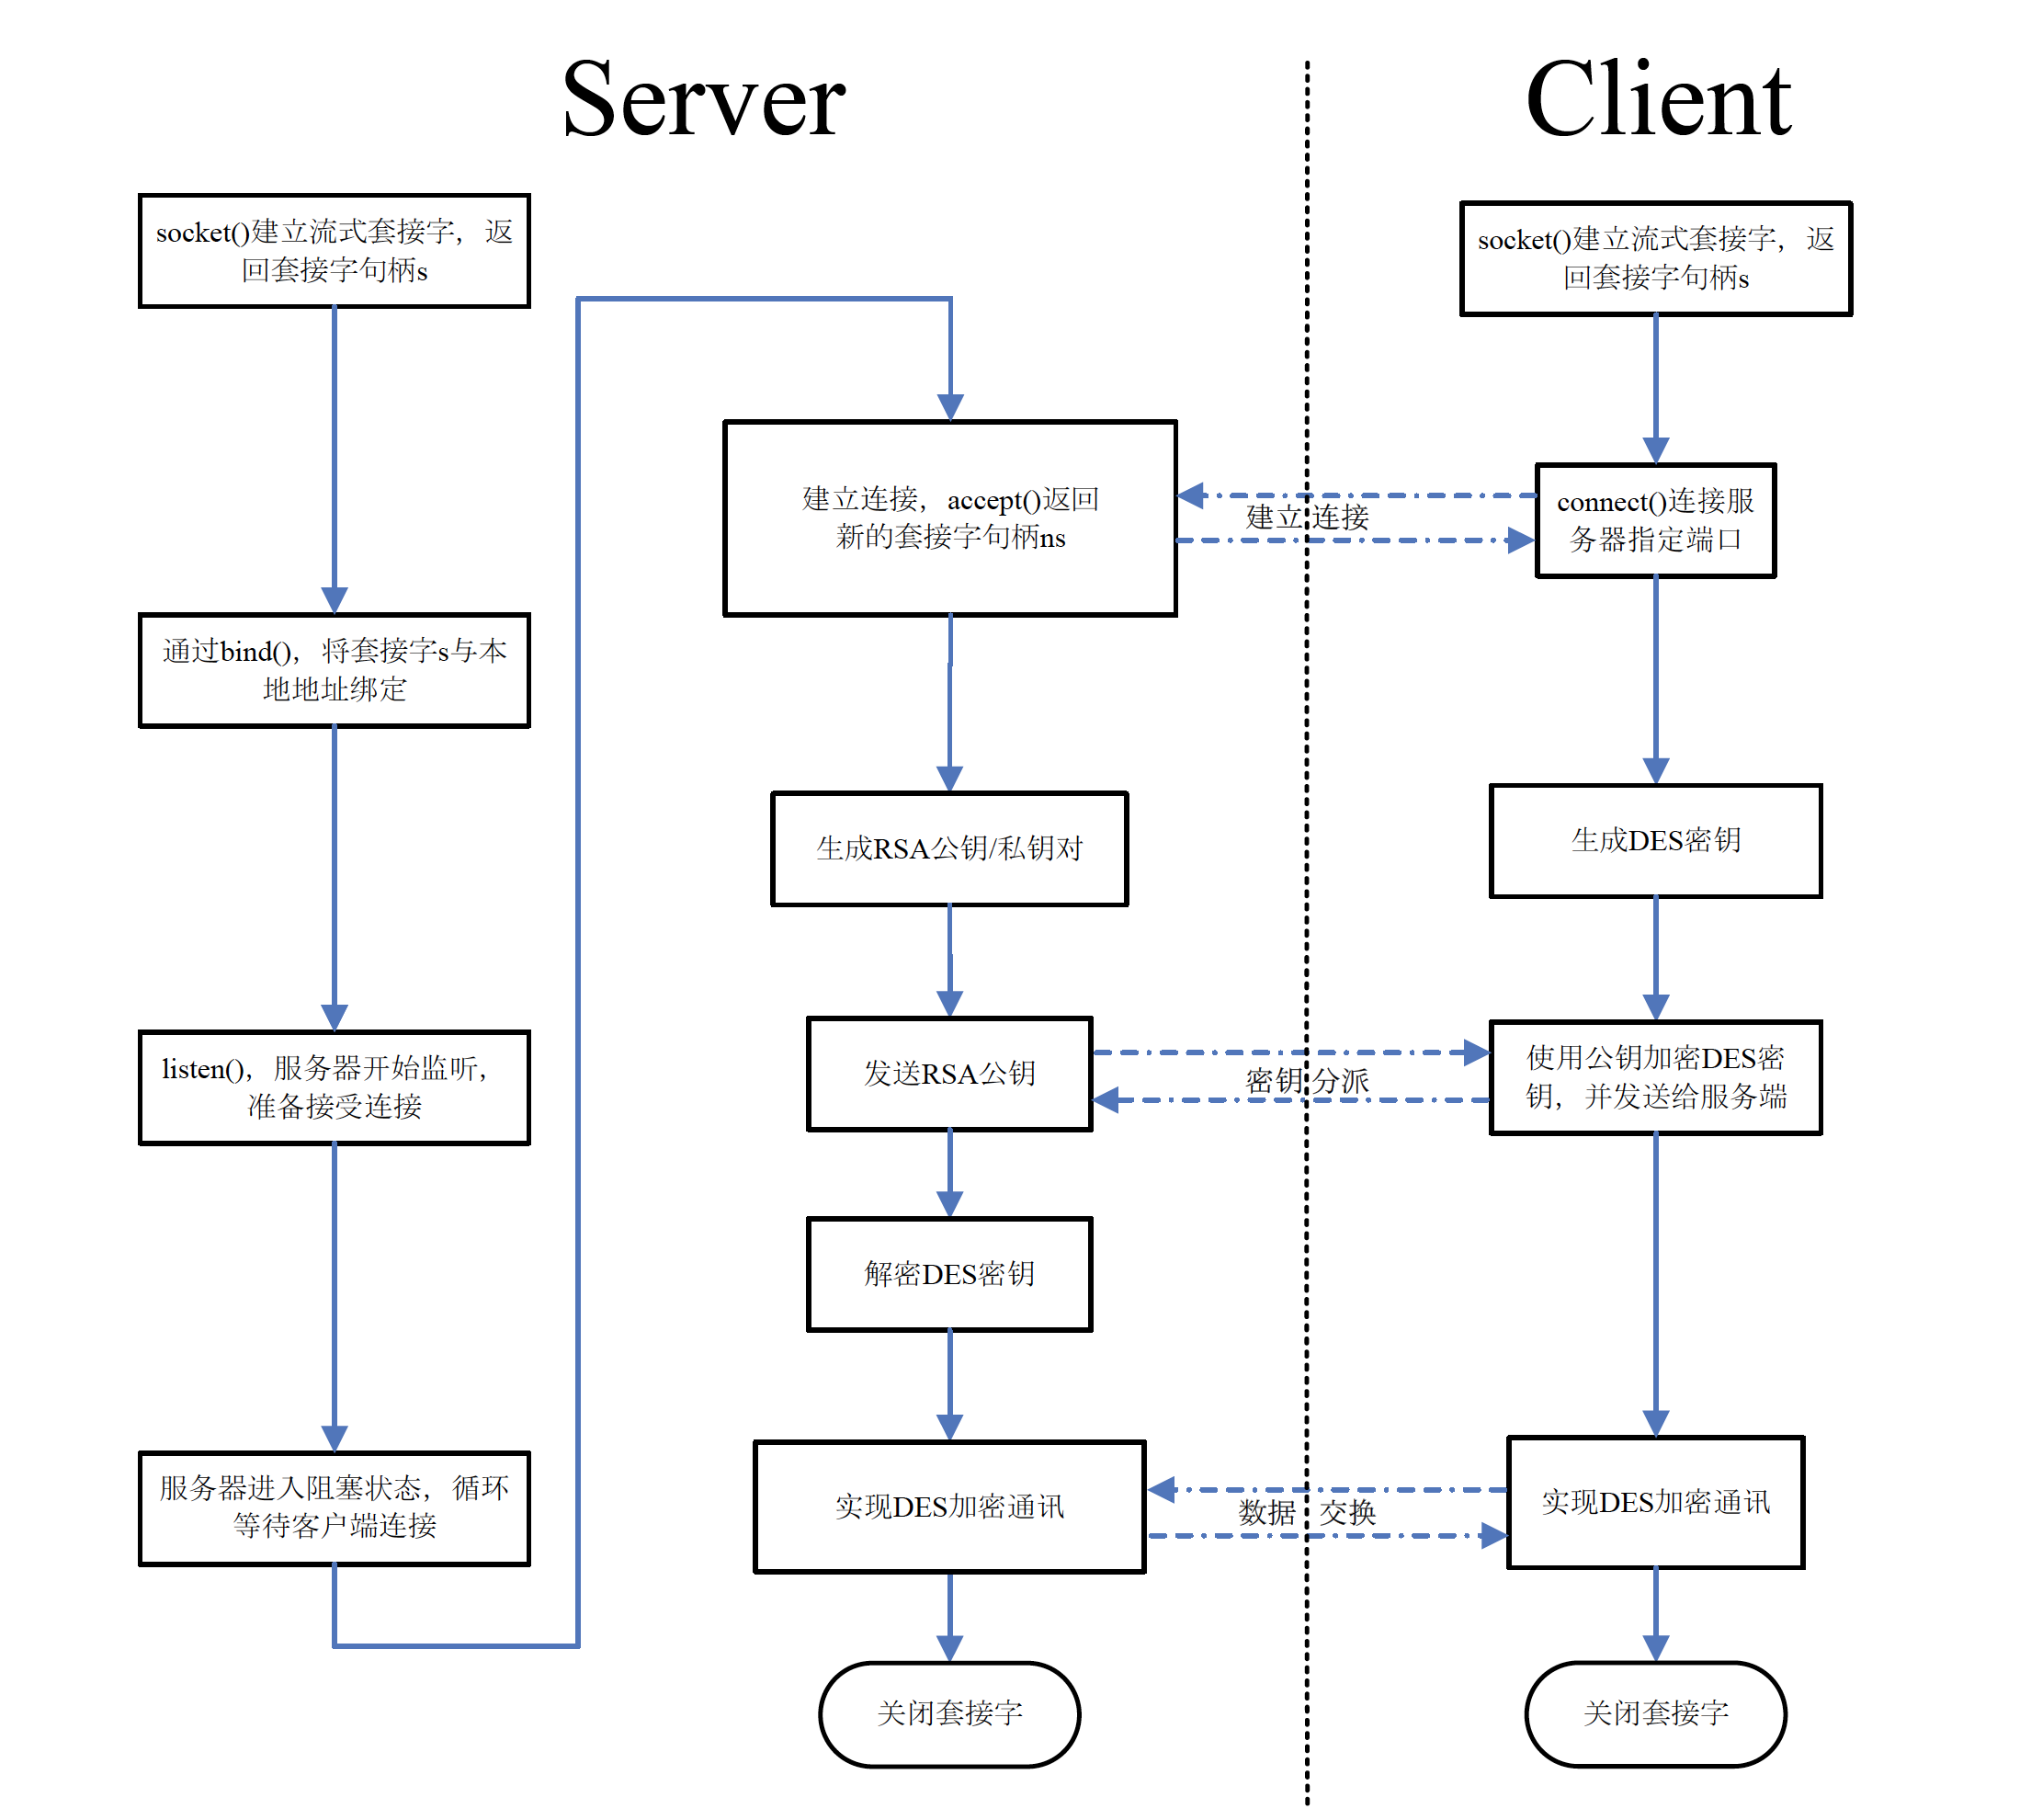 Server
Client
socket()建立流式套接字，返
回套接字句柄s
通过bind()，将套接字s与本
地地址绑定
listen()，服务器开始监听，
准备接受连接
服务器进入阻塞状态，循环
等待客户端连接
建立连接，accept()返回
新的套接字句柄ns
生成RSA公钥/私钥对
发送RSA公钥
解密DES密钥
实现DES加密通讯
关闭套接字
建立 连接
密钥 分派
数据 交换
socket()建立流式套接字，返
回套接字句柄s
connect()连接服
务器指定端口
生成DES密钥
使用公钥加密DES密
钥，并发送给服务端
实现DES加密通讯
关闭套接字